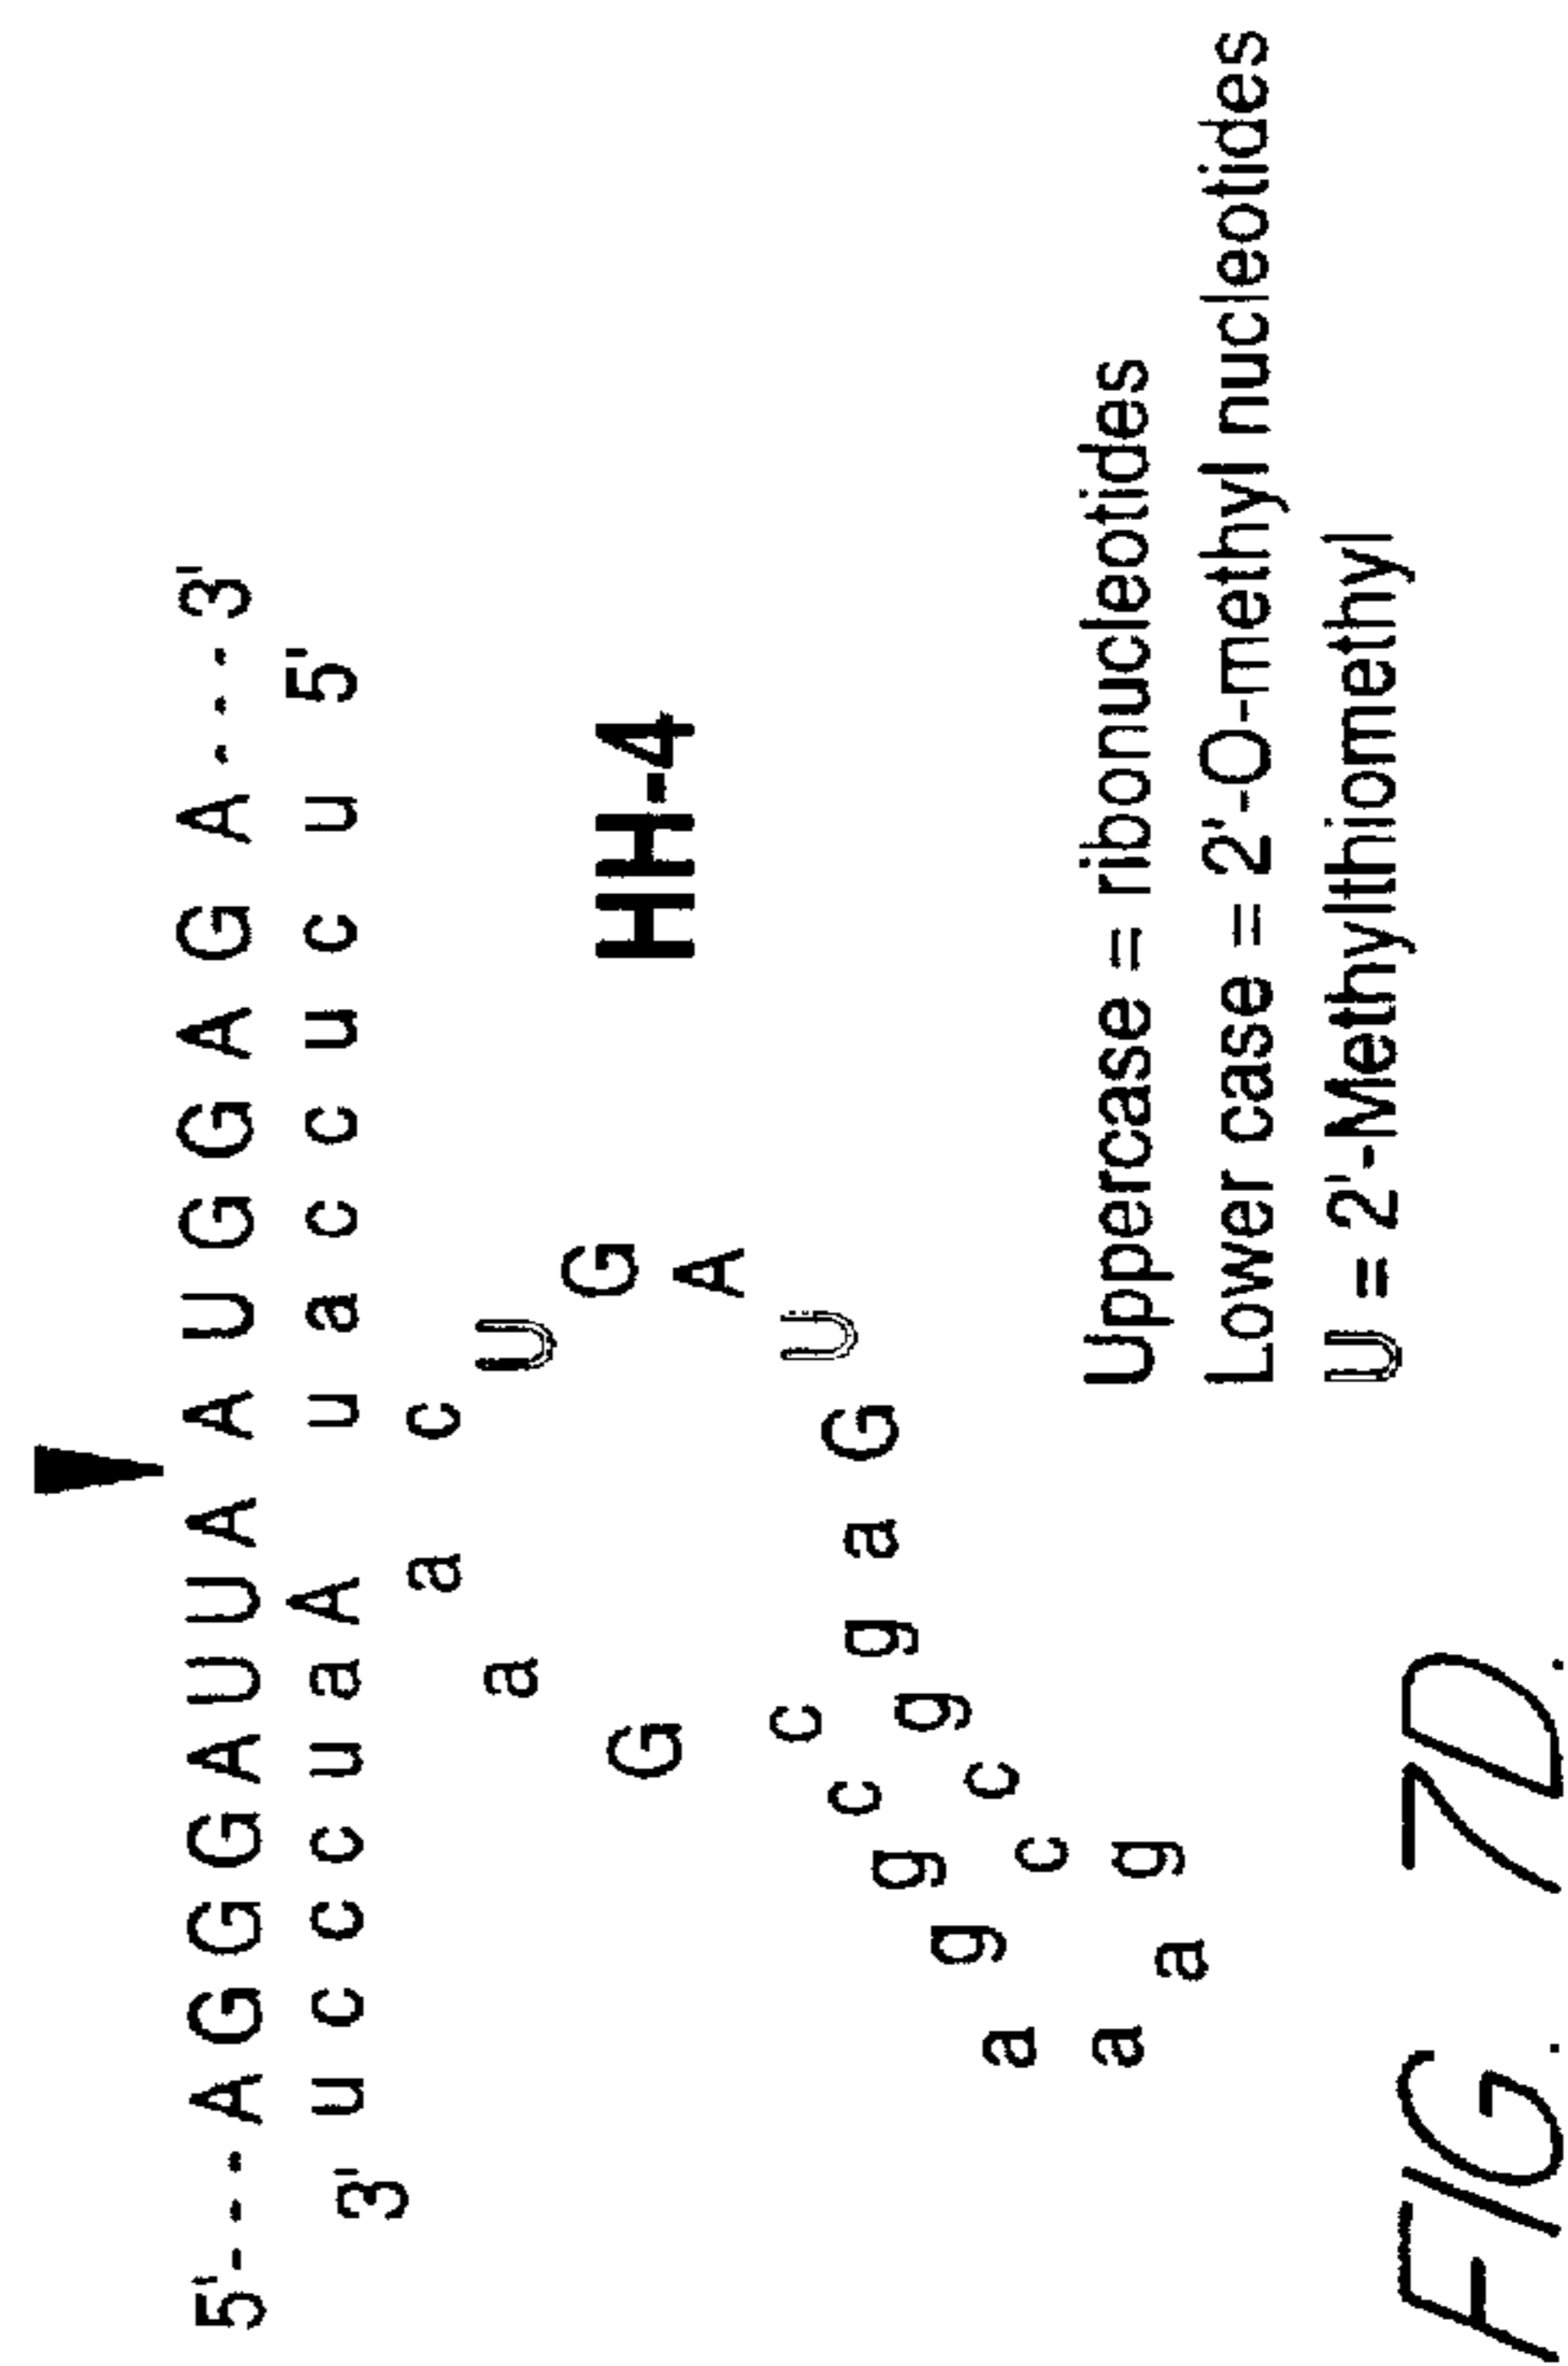 5'- - - A G G G A U U A A U G G A G A - - - 3'
3' u c c c u a A u a c c u c u 5'
a c
a U
G G HH-4
A
c U
c g a G
g g
g c
a c
a g
a
Uppercase = ribonucleotides
Lower case = 2'-O-methyl nucleotides
U = 2'-Methylthiomethyl
FIG. 7D.